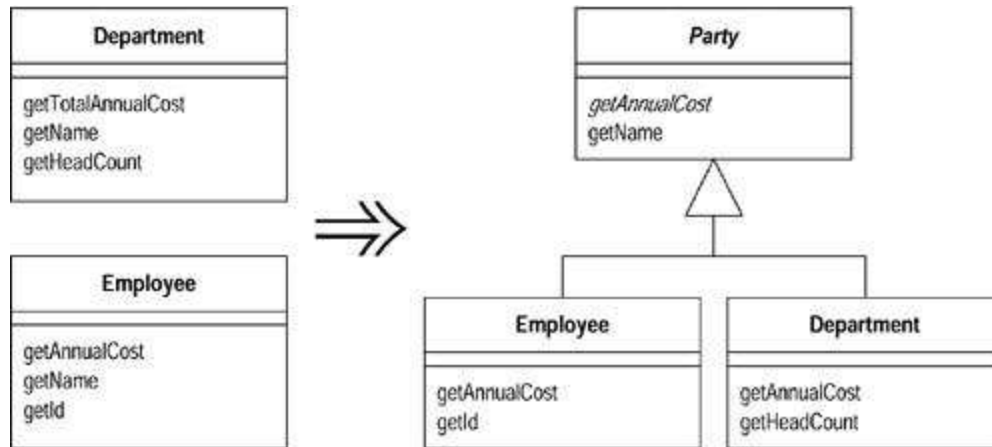 Department
getTotalAnnualCost
getName
getHeadCount
Employee
getAnnualCost
getName
getId
Party
getAnnualCost
getName
Employee
getAnnualCost
getId
Department
getAnnualCost
getHeadCount